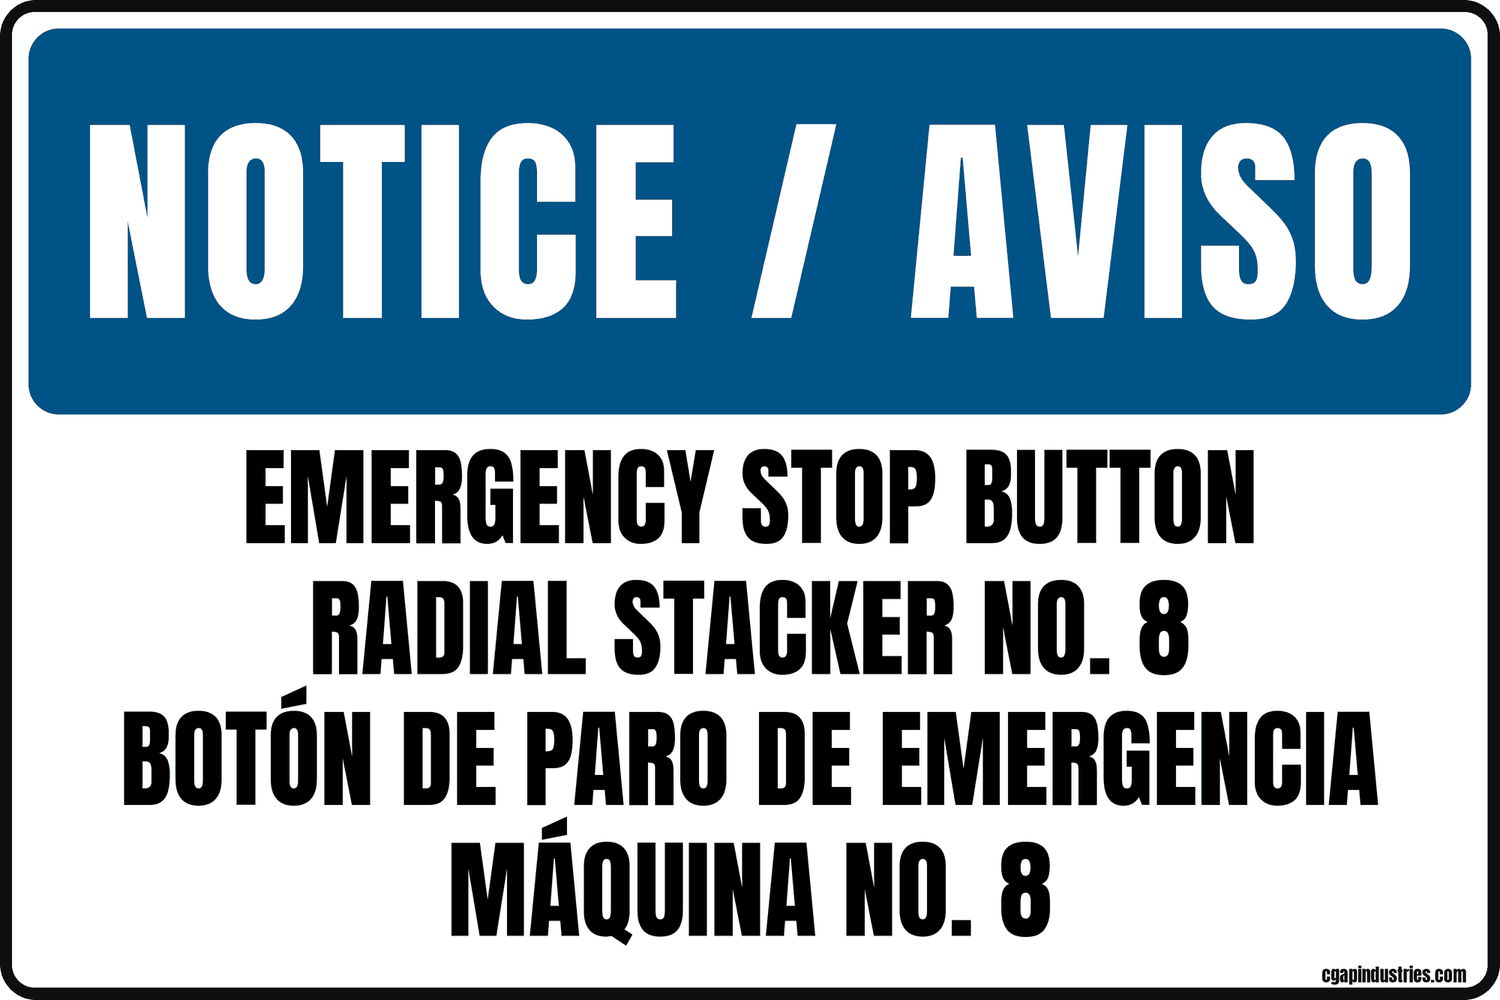 NOTICE / AVISO
EMERGENCY STOP BUTTON
RADIAL STACKER NO. 8
BOTÓN DE PARO DE EMERGENCIA
MÁQUINA NO. 8
cgapindustries.com